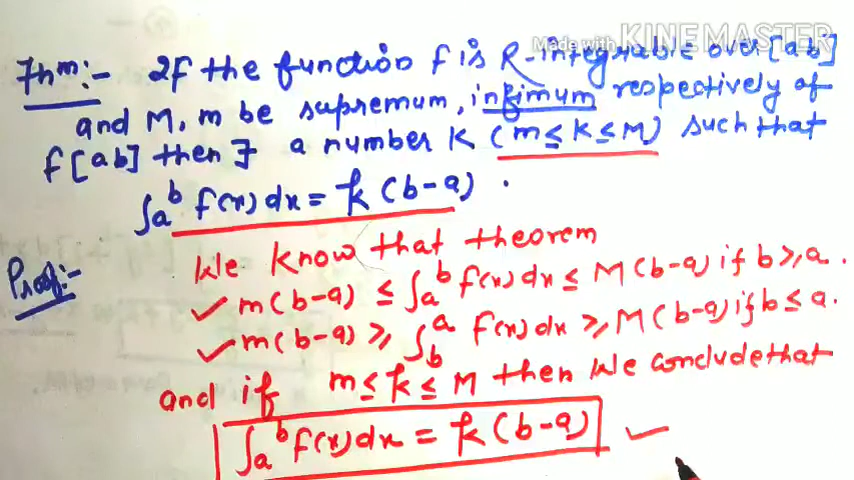 Made with KINEMASTER
Thm:- If the function f is R-integrable over [ab]
and M, m be supremum, infimum respectively of
f[ab] then ∃ a number K (m≤K≤M) such that
∫a^b f(x)dx = k(b-a).
Proof:- We know that theorem
✓ m(b-a) ≤ ∫a^b f(x)dx ≤ M(b-a) if b≥a.
✓ m(b-a) ≥ ∫b^a f(x)dx ≥ M(b-a) if b≤a.
and if m≤k≤M then We conclude that
∫a^b f(x)dx = k(b-a) ✓